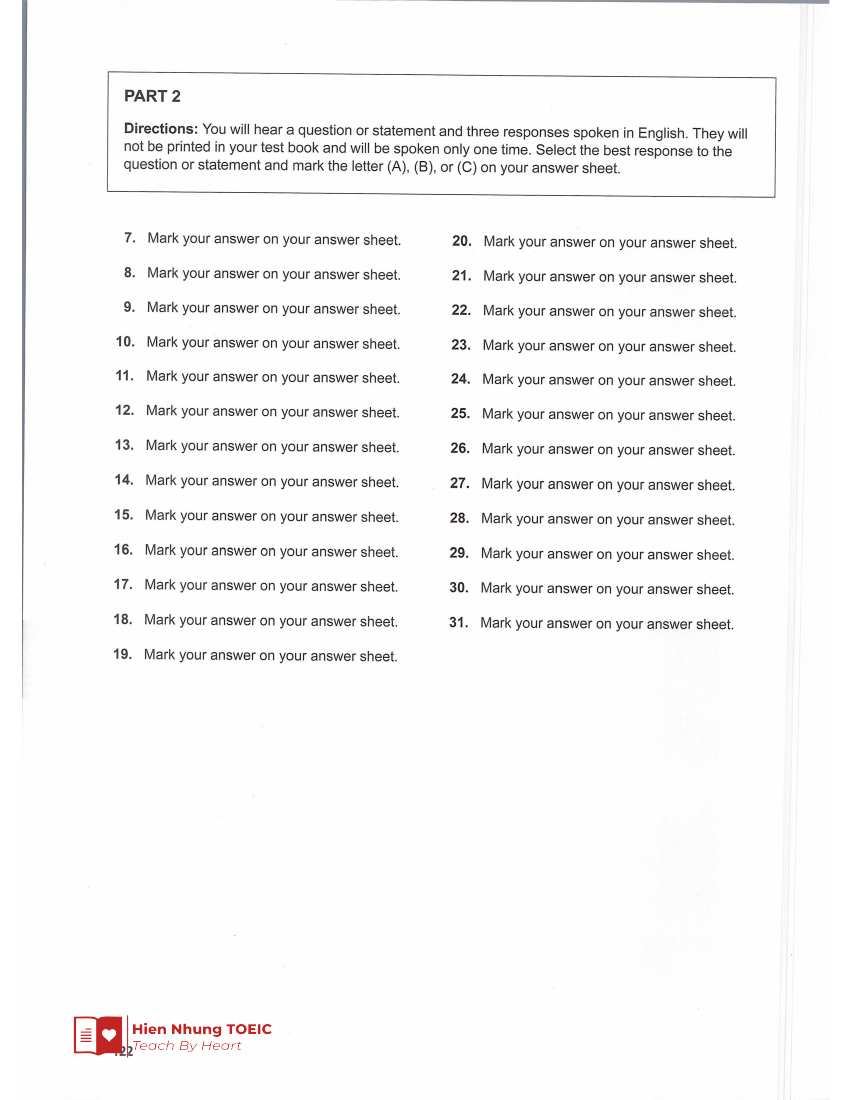 PART 2
Directions: You will hear a question or statement and three responses spoken in English. They will
not be printed in your test book and will be spoken only one time. Select the best response to the
question or statement and mark the letter (A), (B), or (C) on your answer sheet.
7. Mark your answer on your answer sheet.
8. Mark your answer on your answer sheet.
9. Mark your answer on your answer sheet.
10. Mark your answer on your answer sheet.
11. Mark your answer on your answer sheet.
12. Mark your answer on your answer sheet.
13. Mark your answer on your answer sheet.
14. Mark your answer on your answer sheet.
15. Mark your answer on your answer sheet.
16. Mark your answer on your answer sheet.
17. Mark your answer on your answer sheet.
18. Mark your answer on your answer sheet.
19. Mark your answer on your answer sheet.
20. Mark your answer on your answer sheet.
21. Mark your answer on your answer sheet.
22. Mark your answer on your answer sheet.
23. Mark your answer on your answer sheet.
24. Mark your answer on your answer sheet.
25. Mark your answer on your answer sheet.
26. Mark your answer on your answer sheet.
27. Mark your answer on your answer sheet.
28. Mark your answer on your answer sheet.
29. Mark your answer on your answer sheet.
30. Mark your answer on your answer sheet.
31. Mark your answer on your answer sheet.
Hien Nhung TOEIC
Teach By Heart